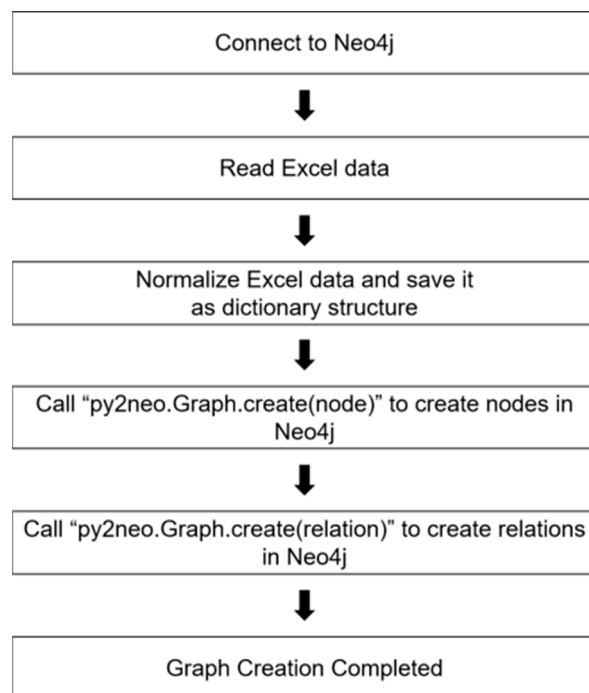 Connect to Neo4j
Read Excel data
Normalize Excel data and save it
as dictionary structure
Call “py2neo.Graph.create(node)” to create nodes in
Neo4j
Call “py2neo.Graph.create(relation)” to create relations
in Neo4j
Graph Creation Completed